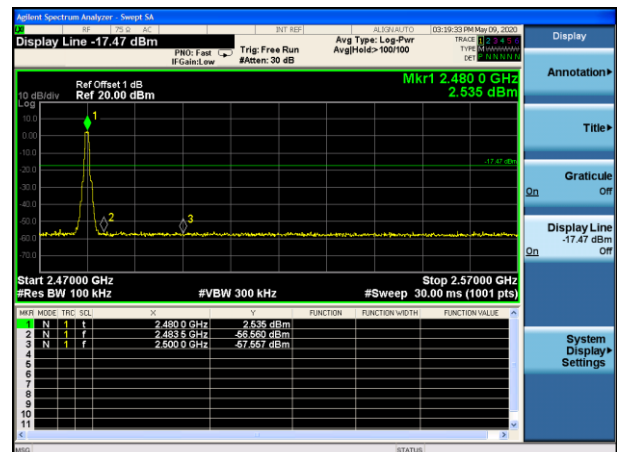 Agilent Spectrum Analyzer - Swept SA
RF 75 Ω AC INT REF ALIGNAUTO 03:19:33 PM May 09, 2020
Display Line -17.47 dBm
PNO: Fast
IFGain:Low
Trig: Free Run
#Atten: 30 dB
Avg Type: Log-Pwr
Avg|Hold:> 100/100
TRACE 1 2 3 4 5 6
TYPE M
DET P N N N N N
Ref Offset 1 dB
Ref 20.00 dBm
10 dB/div
Log
Mkr1 2.480 0 GHz
2.535 dBm
10.0
0.00
-10.0
-20.0
-30.0
-40.0
-50.0
-60.0
-70.0
1
2
3
-17.47 dBm
Start 2.47000 GHz
Stop 2.57000 GHz
#Res BW 100 kHz
#VBW 300 kHz
#Sweep 30.00 ms (1001 pts)
MKR MODE TRC SCL X Y FUNCTION FUNCTION WIDTH FUNCTION VALUE
1 N 1 t 2.480 0 GHz 2.535 dBm
2 N 1 f 2.483 5 GHz -56.560 dBm
3 N 1 f 2.500 0 GHz -57.557 dBm
4
5
6
7
8
9
10
11
MSG
STATUS
Display
Annotation
Title
Graticule
On Off
Display Line
-17.47 dBm
On Off
System
Display
Settings